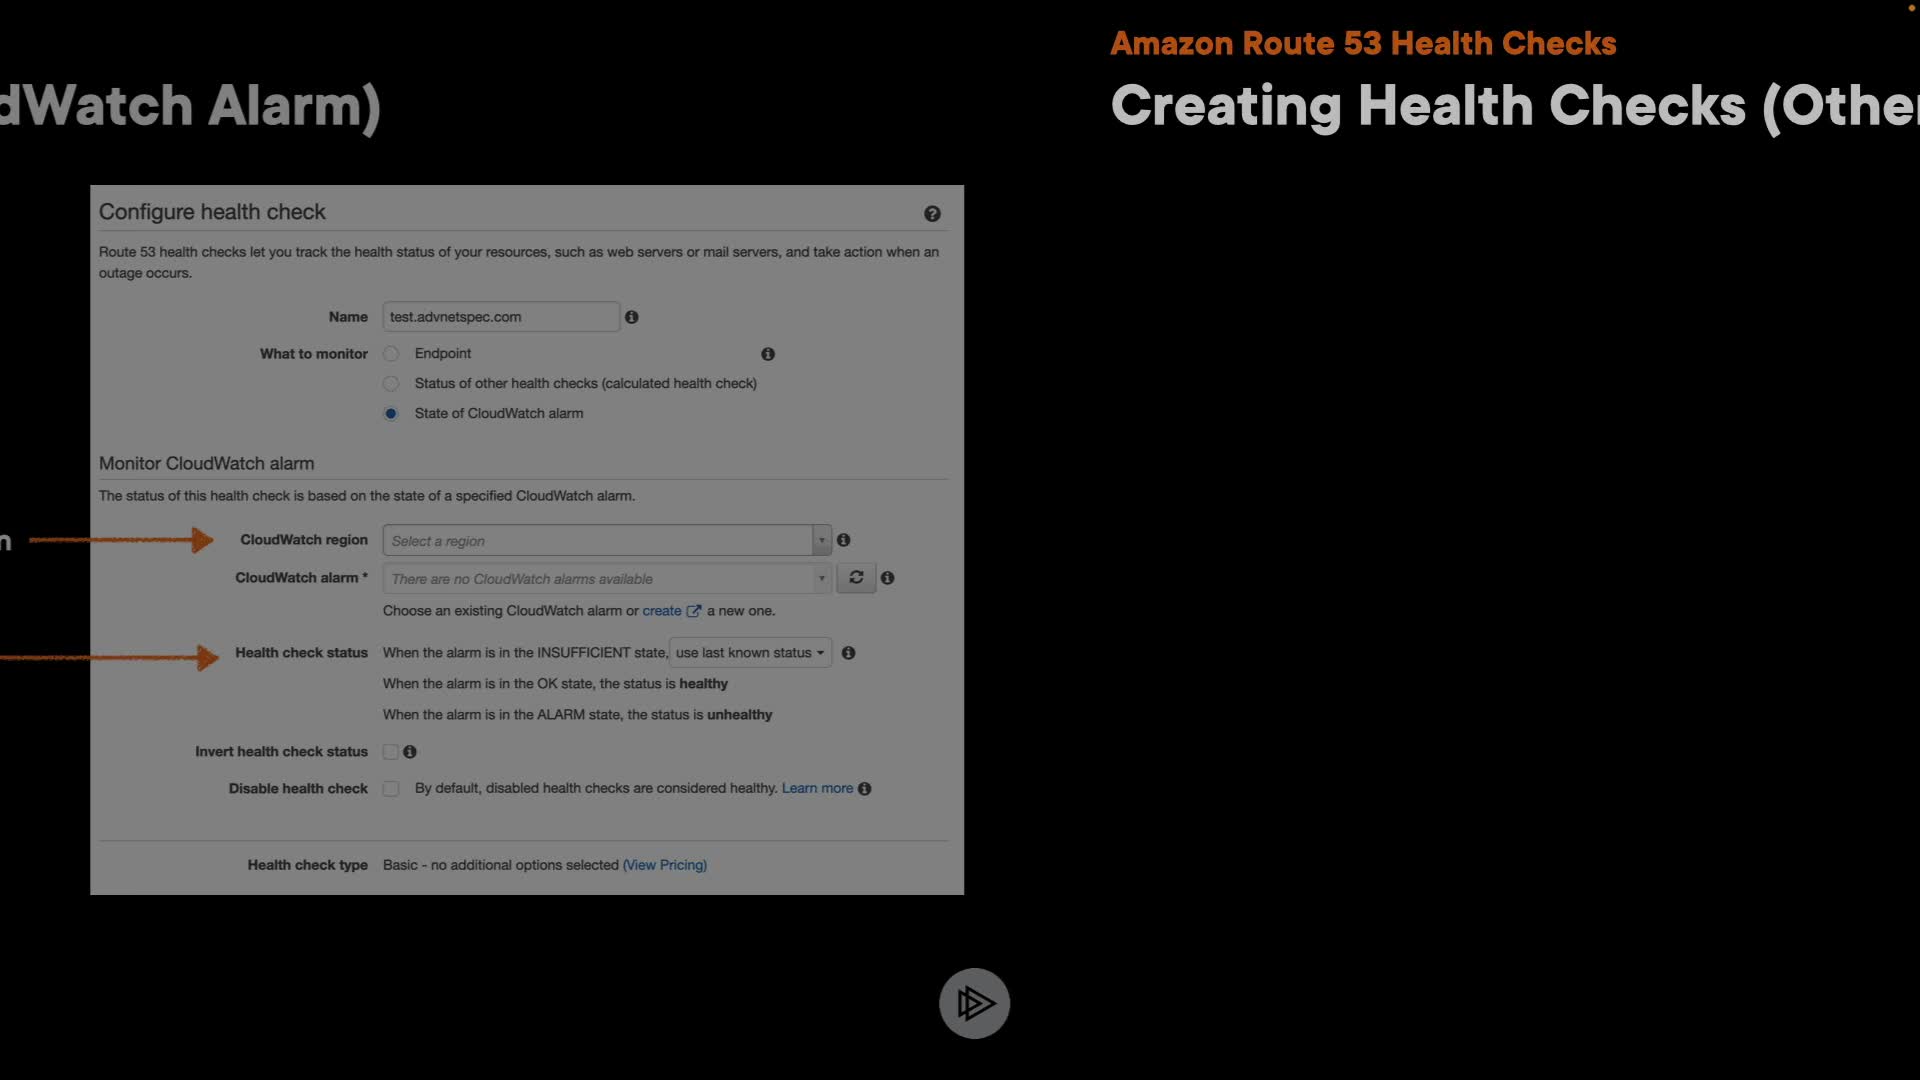 Amazon Route 53 Health Checks
dWatch Alarm)
Creating Health Checks (Other
Configure health check
Route 53 health checks let you track the health status of your resources, such as web servers or mail servers, and take action when an
outage occurs.
Name test.advnetspec.com
What to monitor Endpoint
Status of other health checks (calculated health check)
State of CloudWatch alarm
Monitor CloudWatch alarm
The status of this health check is based on the state of a specified CloudWatch alarm.
n CloudWatch region Select a region
CloudWatch alarm * There are no CloudWatch alarms available
Choose an existing CloudWatch alarm or create a new one.
Health check status When the alarm is in the INSUFFICIENT state, use last known status
When the alarm is in the OK state, the status is healthy
When the alarm is in the ALARM state, the status is unhealthy
Invert health check status
Disable health check By default, disabled health checks are considered healthy. Learn more
Health check type Basic - no additional options selected (View Pricing)